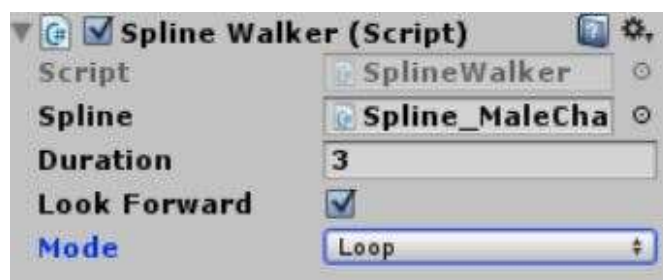 Spline Walker (Script)
Script SplineWalker
Spline Spline_MaleCha
Duration 3
Look Forward
Mode Loop